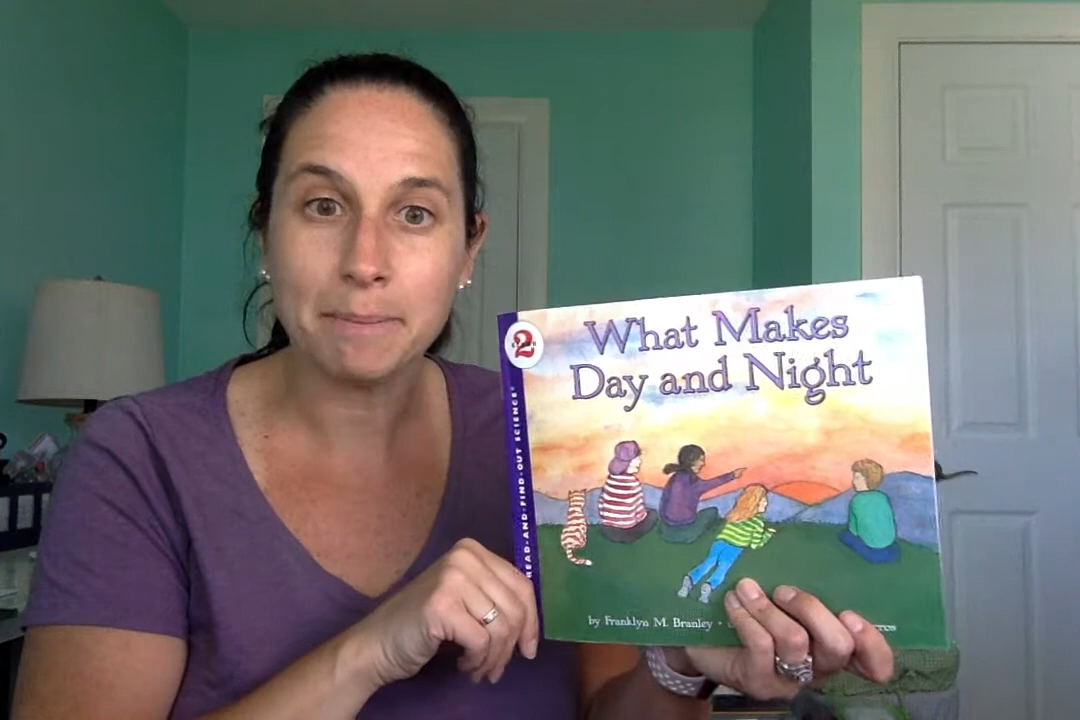 2
What Makes
Day and Night
READ-AND-FIND-OUT SCIENCE®
by Franklyn M. Branley •